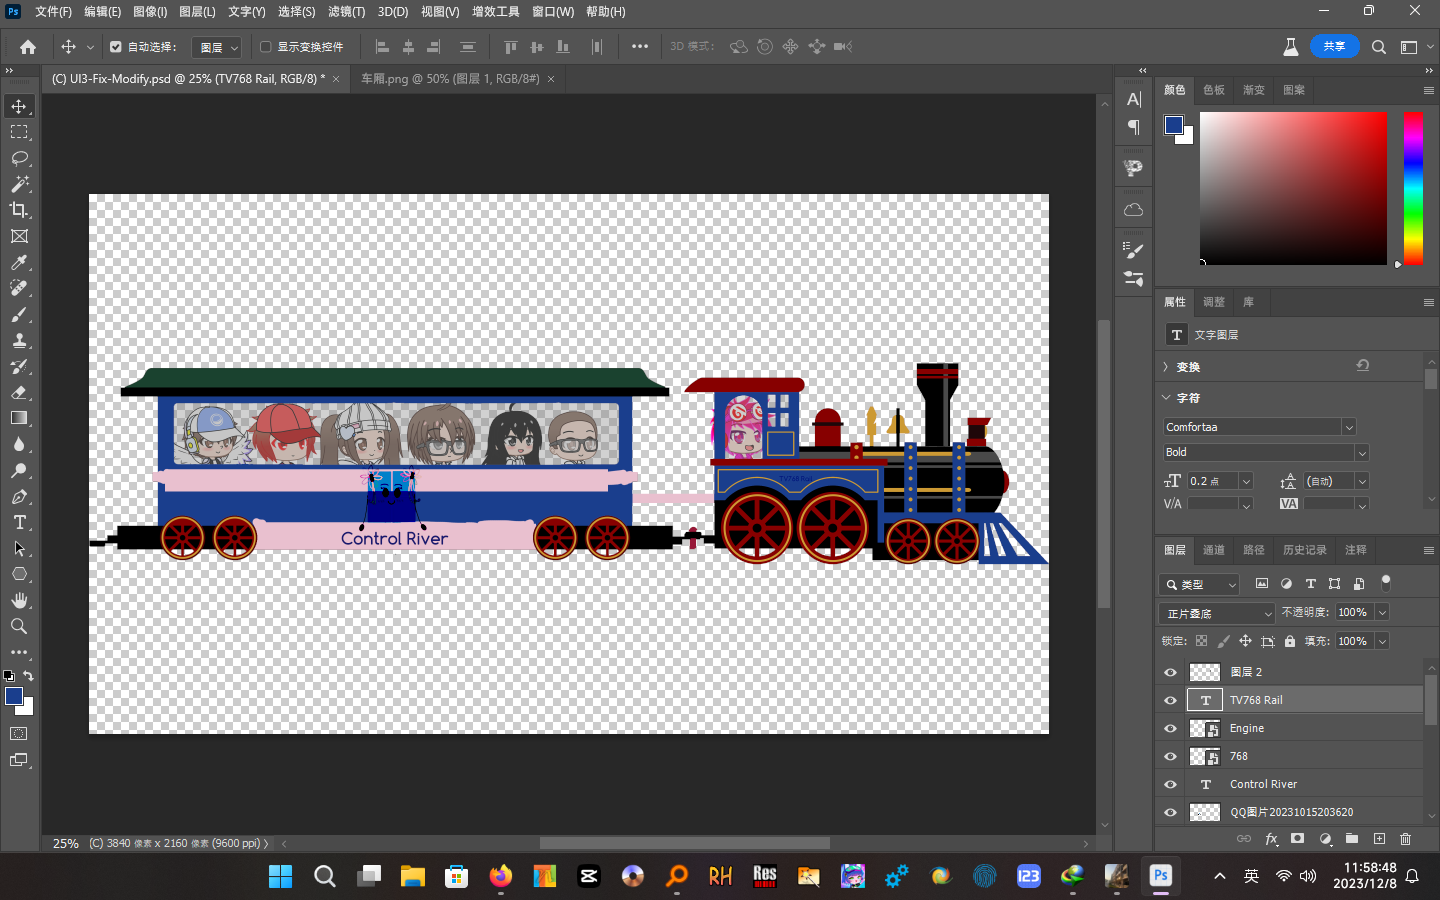 文件(F) 编辑(E) 图像(I) 图层(L) 文字(Y) 选择(S) 滤镜(T) 3D(D) 视图(V) 增效工具 窗口(W) 帮助(H)
自动选择： 图层 显示变换控件 3D 模式：
共享
(C) UI3-Fix-Modify.psd @ 25% (TV768 Rail, RGB/8) * ×
车厢.png @ 50% (图层 1, RGB/8#) ×
颜色 色板 渐变 图案
属性 调整 库
文字图层
变换
字符
Comfortaa
Bold
0.2 点 (自动)
图层 通道 路径 历史记录 注释
类型
正片叠底 不透明度: 100%
锁定: 填充: 100%
图层 2
TV768 Rail
Engine
768
Control River
QQ图片20231015203620
TV768 Rail
Control River
25% (C) 3840 像素 x 2160 像素 (9600 ppi)
RH
Res
123
Ps
英
11:58:48
2023/12/8